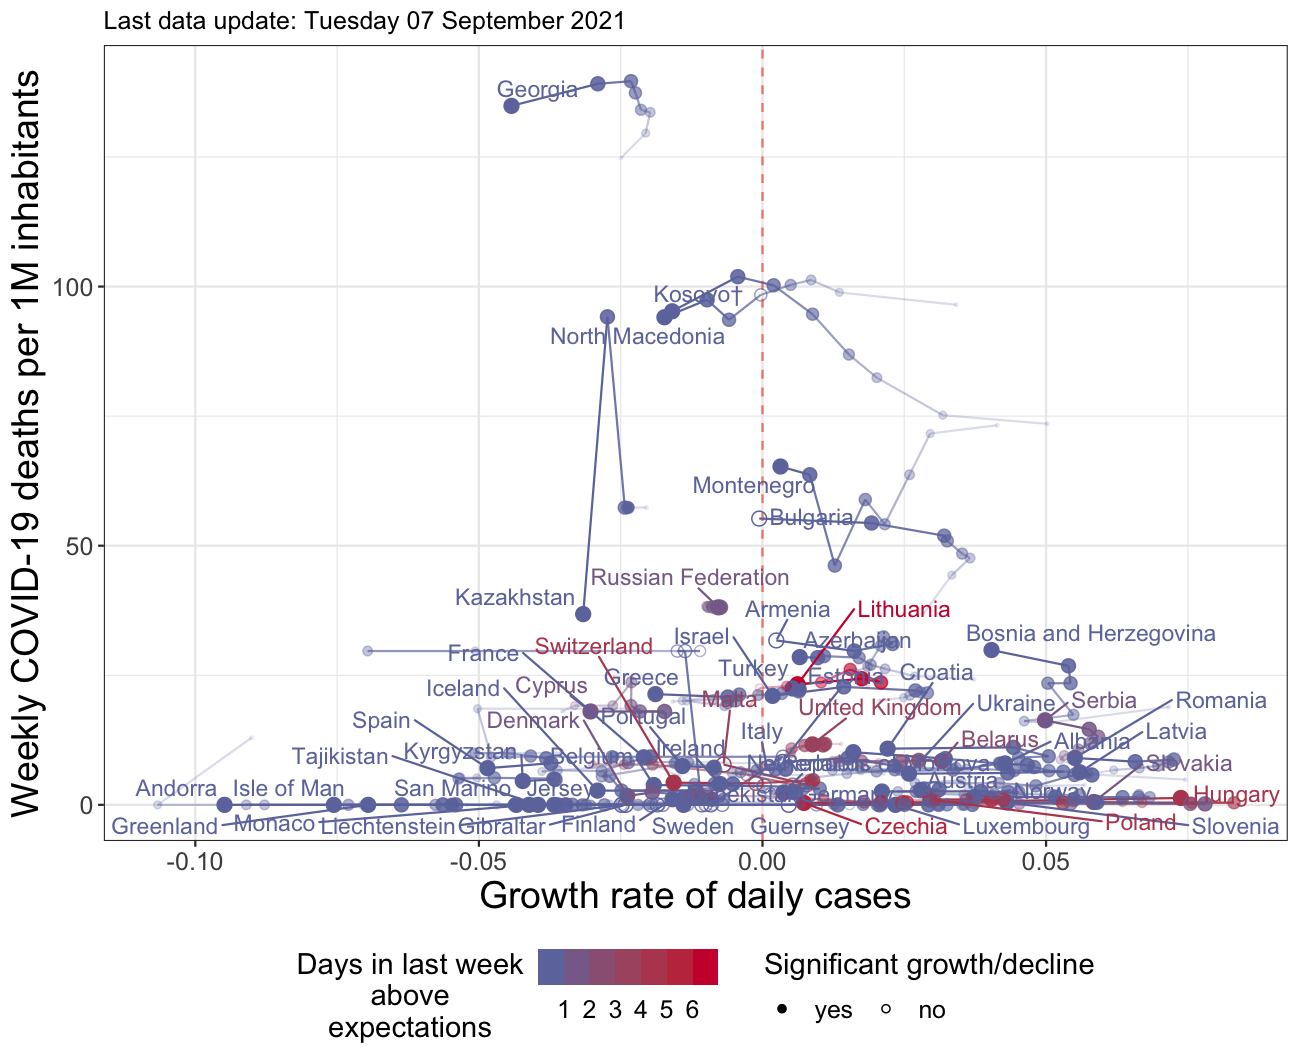 Last data update: Tuesday 07 September 2021
Weekly COVID-19 deaths per 1M inhabitants
Georgia
100
Kosovo†
North Macedonia
Montenegro
Bulgaria
50
Russian Federation
Kazakhstan
Armenia
Lithuania
Israel
Azerbaijan
Bosnia and Herzegovina
Switzerland
France
Turkey
Estonia
Croatia
Greece
Cyprus
Iceland
Malta
United Kingdom
Ukraine
Serbia
Romania
Spain
Denmark
Portugal
Italy
Belarus
Albania
Latvia
Tajikistan
Kyrgyzstan
Belgium
Ireland
Slovakia
Andorra
Isle of Man
San Marino
Jersey
Austria
Norway
Hungary
0
Greenland
Monaco
Liechtenstein
Gibraltar
Finland
Sweden
Guernsey
Czechia
Luxembourg
Poland
Slovenia
-0.10
-0.05
0.00
0.05
Growth rate of daily cases
Days in last week
above
expectations
1 2 3 4 5 6
Significant growth/decline
yes
no